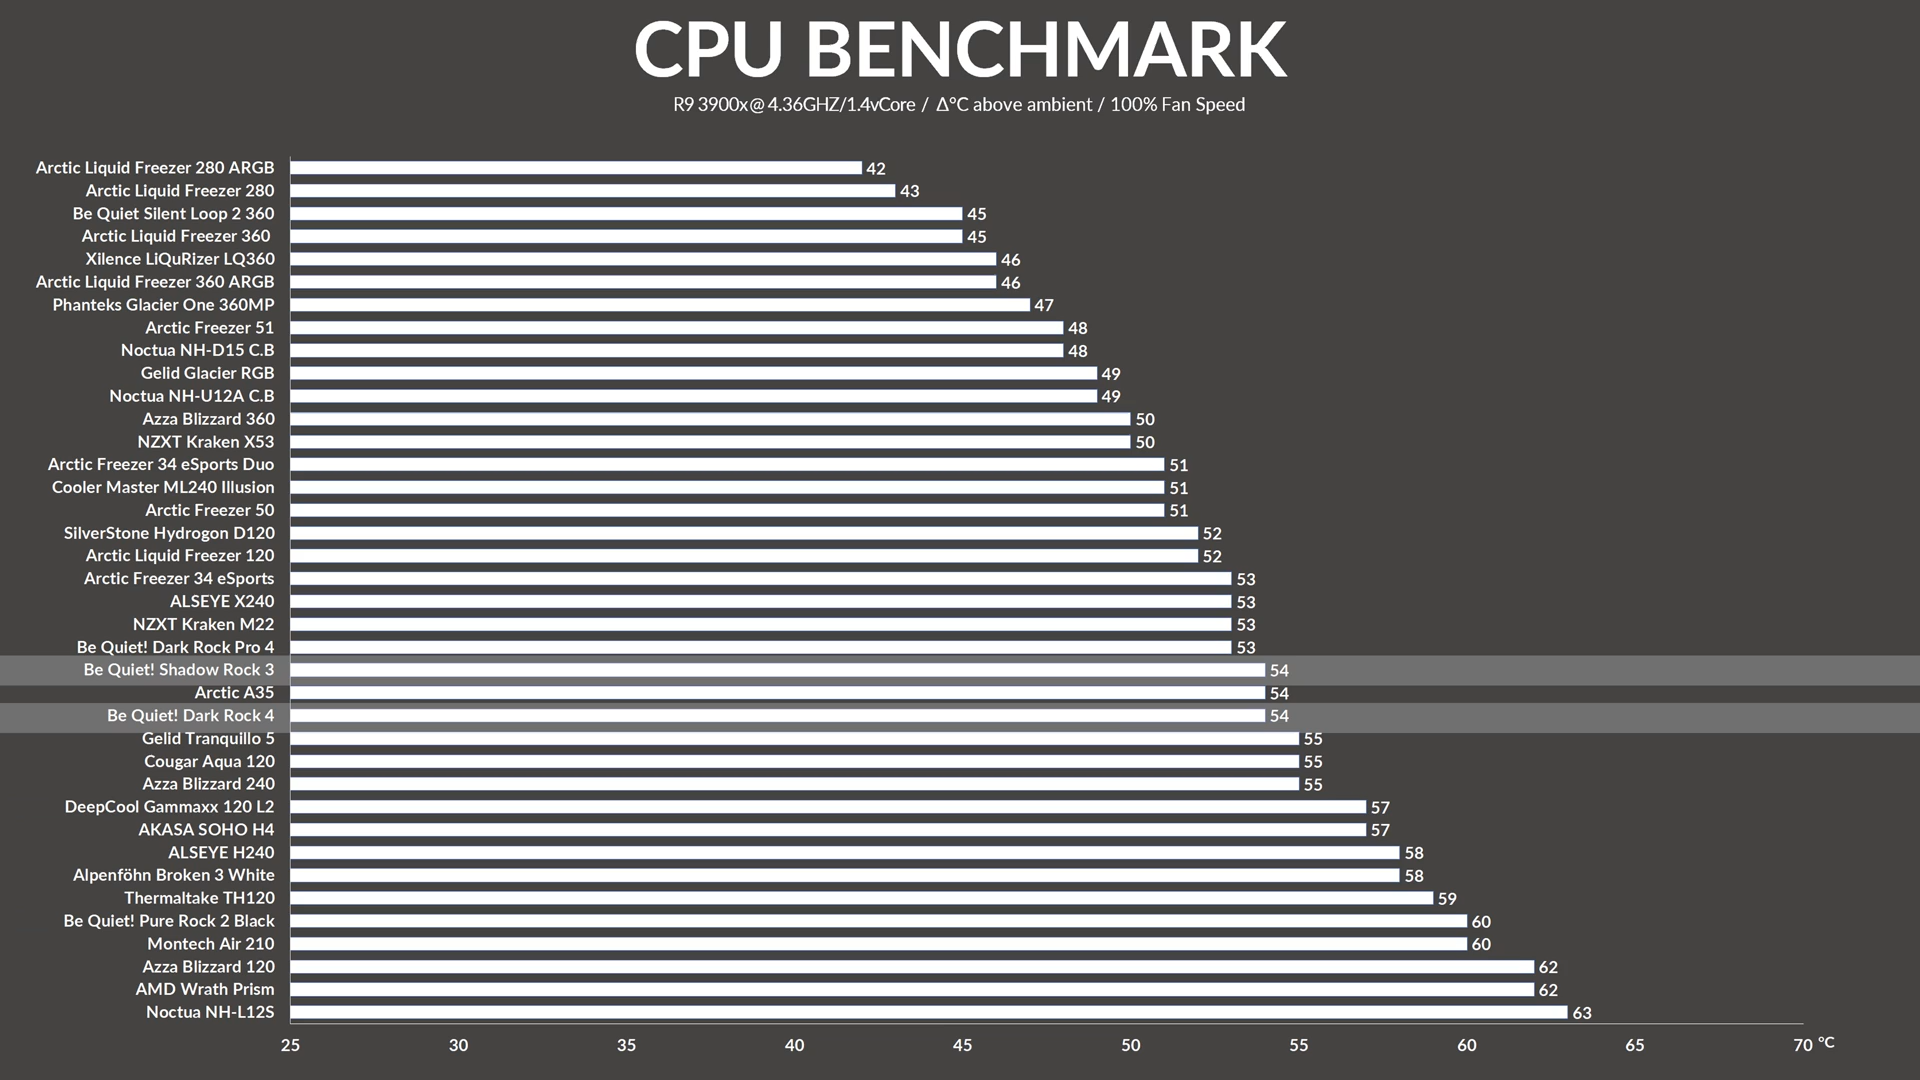 CPU BENCHMARK
R9 3900x@4.36GHZ/1.4vCore / Δ°C above ambient / 100% Fan Speed
Arctic Liquid Freezer 280 ARGB 42
Arctic Liquid Freezer 280 43
Be Quiet Silent Loop 2 360 45
Arctic Liquid Freezer 360 45
Xilence LiQuRizer LQ360 46
Arctic Liquid Freezer 360 ARGB 46
Phanteks Glacier One 360MP 47
Arctic Freezer 51 48
Noctua NH-D15 C.B 48
Gelid Glacier RGB 49
Noctua NH-U12A C.B 49
Azza Blizzard 360 50
NZXT Kraken X53 50
Arctic Freezer 34 eSports Duo 51
Cooler Master ML240 Illusion 51
Arctic Freezer 50 51
SilverStone Hydrogon D120 52
Arctic Liquid Freezer 120 52
Arctic Freezer 34 eSports 53
ALSEYE X240 53
NZXT Kraken M22 53
Be Quiet! Dark Rock Pro 4 53
Be Quiet! Shadow Rock 3 54
Arctic A35 54
Be Quiet! Dark Rock 4 54
Gelid Tranquillo 5 55
Cougar Aqua 120 55
Azza Blizzard 240 55
DeepCool Gammaxx 120 L2 57
AKASA SOHO H4 57
ALSEYE H240 58
Alpenföhn Broken 3 White 58
Thermaltake TH120 59
Be Quiet! Pure Rock 2 Black 60
Montech Air 210 60
Azza Blizzard 120 62
AMD Wrath Prism 62
Noctua NH-L12S 63
25 30 35 40 45 50 55 60 65 70 °C